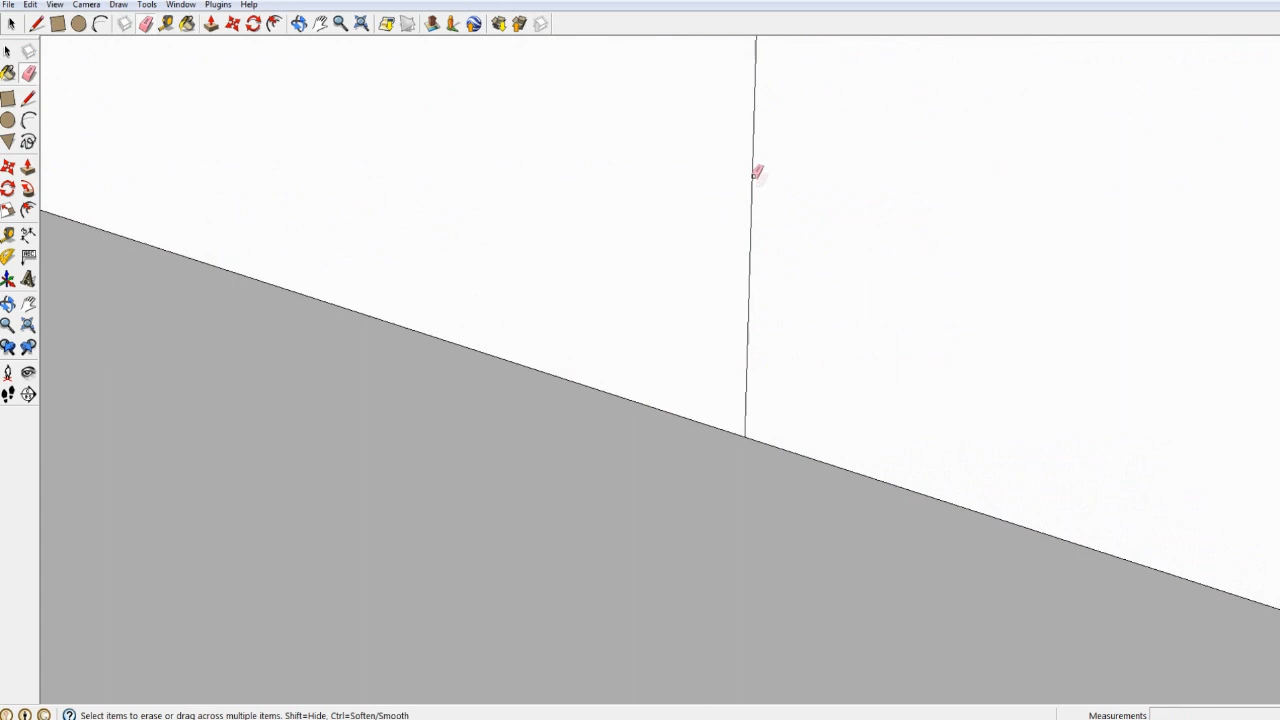 File Edit View Camera Draw Tools Window Plugins Help
ABC
Select items to erase or drag across multiple items. Shift=Hide, Ctrl=Soften/Smooth
Measurements